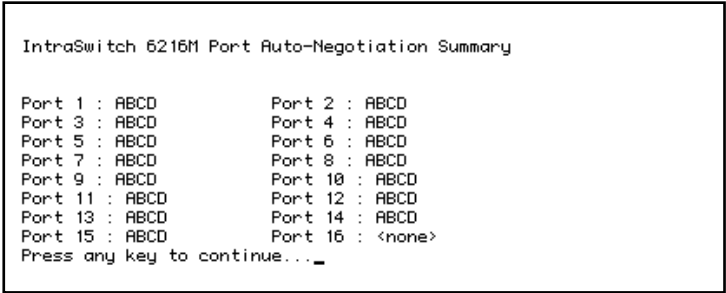 IntraSwitch 6216M Port Auto-Negotiation Summary
Port 1 : ABCD Port 2 : ABCD
Port 3 : ABCD Port 4 : ABCD
Port 5 : ABCD Port 6 : ABCD
Port 7 : ABCD Port 8 : ABCD
Port 9 : ABCD Port 10 : ABCD
Port 11 : ABCD Port 12 : ABCD
Port 13 : ABCD Port 14 : ABCD
Port 15 : ABCD Port 16 : <none>
Press any key to continue..._